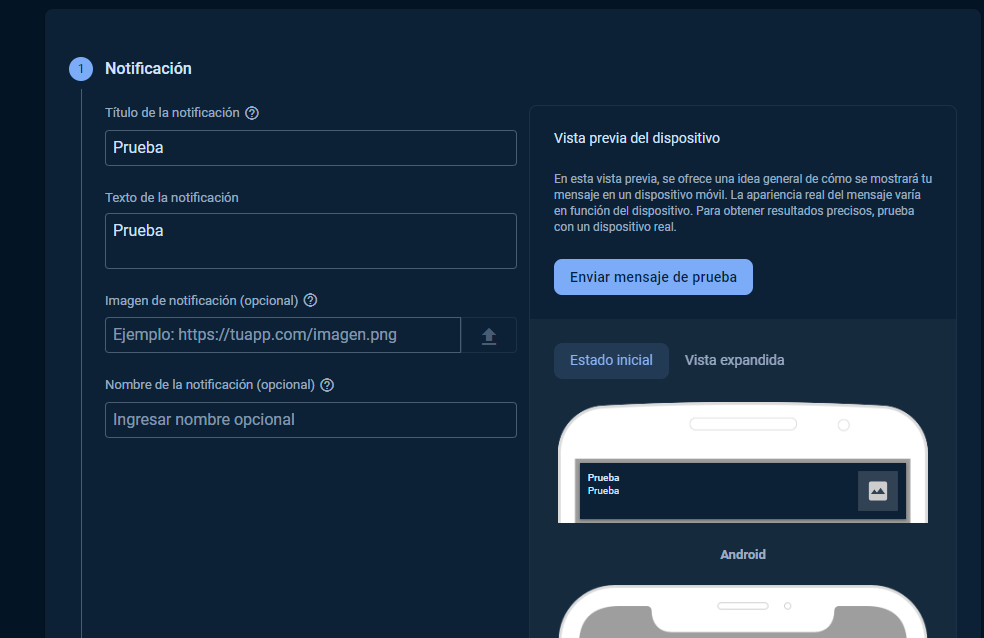 1 Notificación
Título de la notificación
Prueba
Texto de la notificación
Prueba
Imagen de notificación (opcional)
Ejemplo: https://tuapp.com/imagen.png
Nombre de la notificación (opcional)
Ingresar nombre opcional
Vista previa del dispositivo
En esta vista previa, se ofrece una idea general de cómo se mostrará tu
mensaje en un dispositivo móvil. La apariencia real del mensaje varía
en función del dispositivo. Para obtener resultados precisos, prueba
con un dispositivo real.
Enviar mensaje de prueba
Estado inicial Vista expandida
Prueba
Prueba
Android